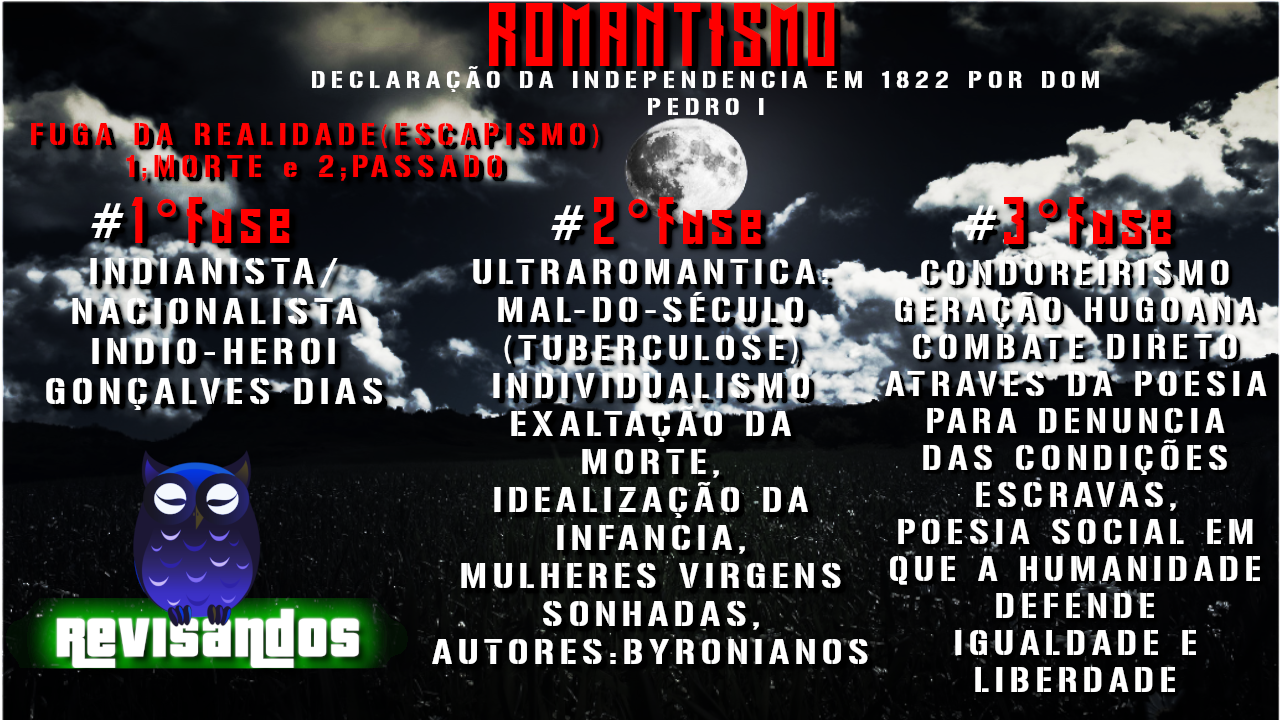 ROMANTISMO
DECLARAÇÃO DA INDEPENDENCIA EM 1822 POR DOM
PEDRO I
FUGA DA REALIDADE(ESCAPISMO)
1;MORTE e 2;PASSADO
#1°Fase
INDIANISTA/
NACIONALISTA
INDIO-HEROI
GONÇALVES DIAS
#2°Fase
ULTRAROMANTICA:
MAL-DO-SÉCULO
(TUBERCULOSE)
INDIVIDUALISMO
EXALTAÇÃO DA
MORTE,
IDEALIZAÇÃO DA
INFANCIA,
MULHERES VIRGENS
SONHADAS,
AUTORES:BYRONIANOS
#3°Fase
CONDOREIRISMO
GERAÇÃO HUGOANA
COMBATE DIRETO
ATRAVES DA POESIA
PARA DENUNCIA
DAS CONDIÇÕES
ESCRAVAS,
POESIA SOCIAL EM
QUE A HUMANIDADE
DEFENDE
IGUALDADE E
LIBERDADE
REVISANDOS